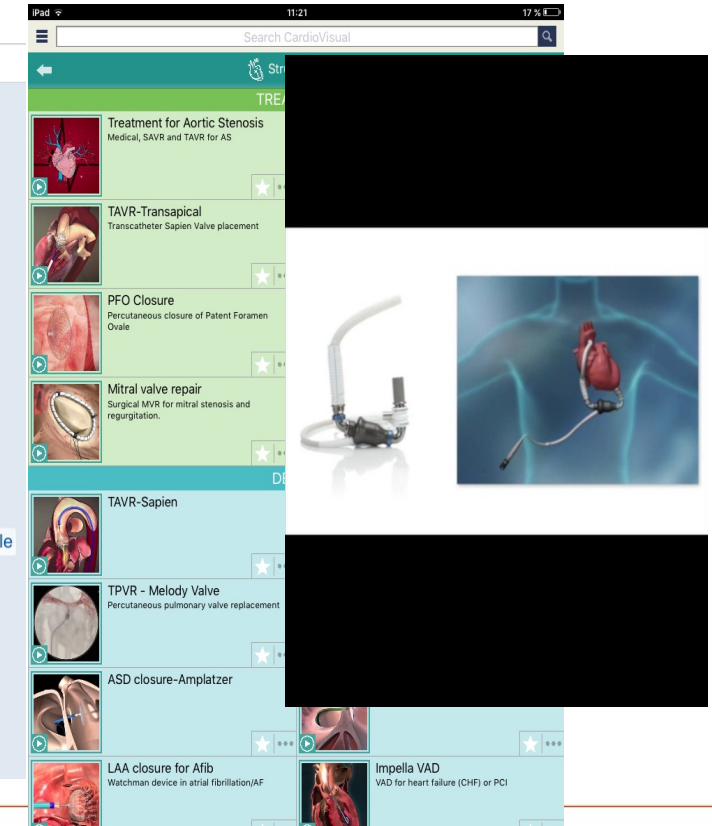 iPad
11:21
17 %
Search CardioVisual
Treatment for Aortic Stenosis
Medical, SAVR and TAVR for AS
TAVR-Transapical
Transcatheter Sapien Valve placement
PFO Closure
Percutaneous closure of Patent Foramen
Ovale
Mitral valve repair
Surgical MVR for mitral stenosis and
regurgitation.
TAVR-Sapien
TPVR - Melody Valve
Percutaneous pulmonary valve replacement
ASD closure-Amplatzer
LAA closure for Afib
Watchman device in atrial fibrillation/AF
Impella VAD
VAD for heart failure (CHF) or PCI